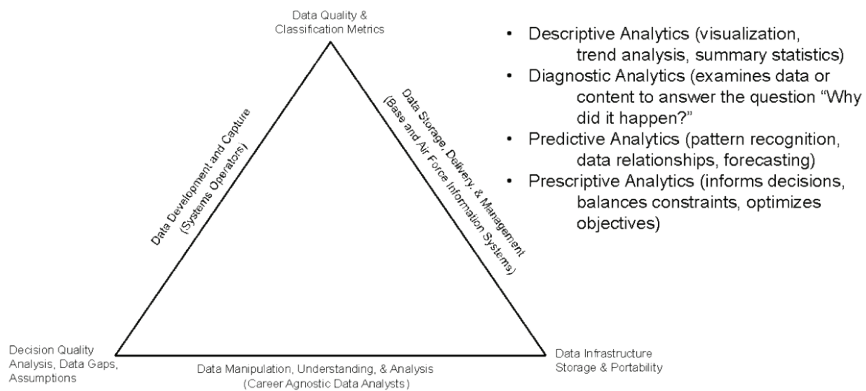 Data Quality &
Classification Metrics
Data Development and Capture
(Systems Operators)
Data Storage, Delivery, & Management
(Base and Air Force Information Systems)
Decision Quality
Analysis, Data Gaps,
Assumptions
Data Manipulation, Understanding, & Analysis
(Career Agnostic Data Analysts)
Data Infrastructure
Storage & Portability
• Descriptive Analytics (visualization,
trend analysis, summary statistics)
• Diagnostic Analytics (examines data or
content to answer the question “Why
did it happen?”
• Predictive Analytics (pattern recognition,
data relationships, forecasting)
• Prescriptive Analytics (informs decisions,
balances constraints, optimizes
objectives)